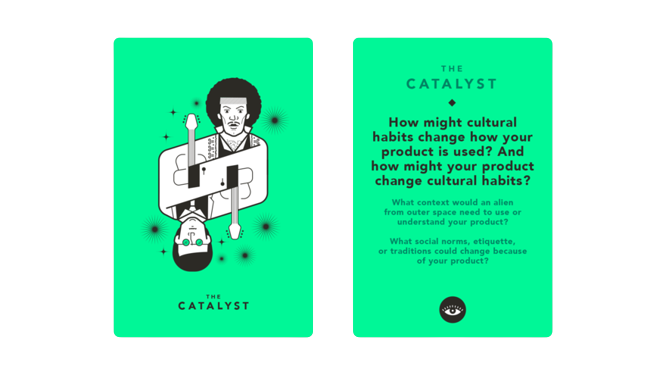 THE
CATALYST
THE
CATALYST
How might cultural
habits change how your
product is used? And
how might your product
change cultural habits?
What context would an alien
from outer space need to use or
understand your product?
What social norms, etiquette,
or traditions could change because
of your product?